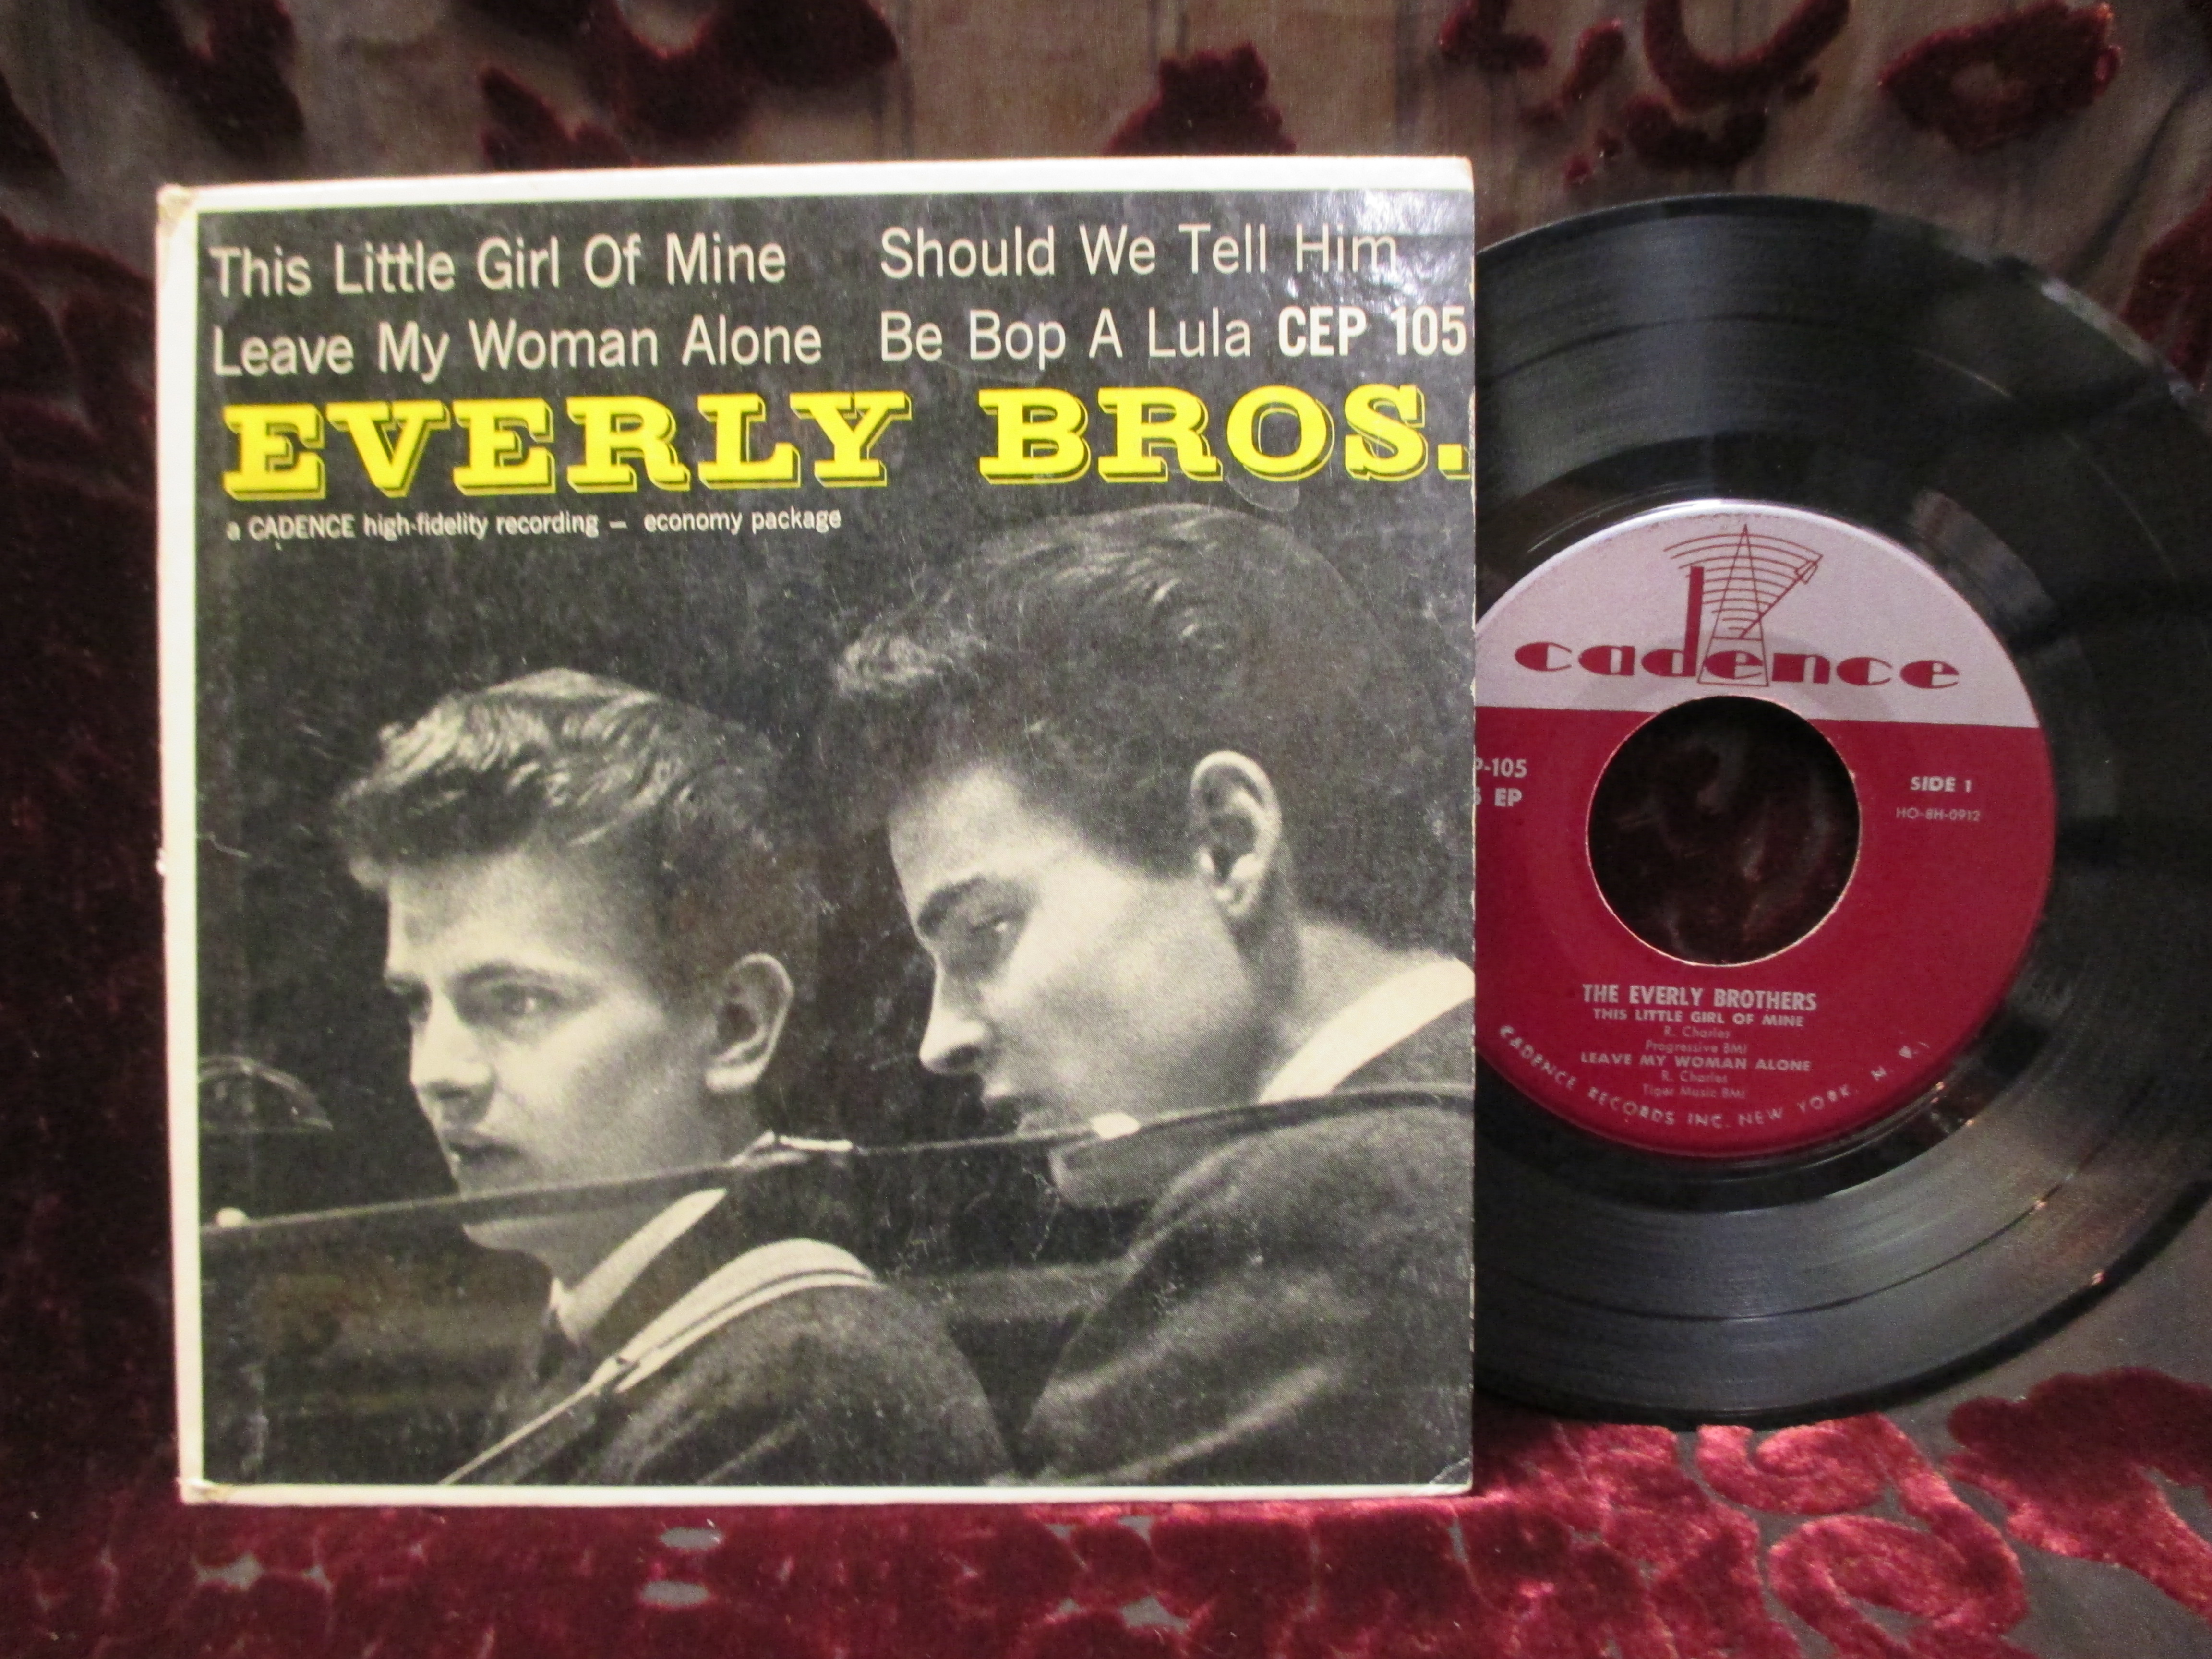 This Little Girl Of Mine Should We Tell Him
Leave My Woman Alone Be Bop A Lula CEP 105
EVERLY BROS.
a CADENCE high-fidelity recording – economy package
cadence
P-105
EP
SIDE 1
HO-8H-0912
THE EVERLY BROTHERS
THIS LITTLE GIRL OF MINE
R. Charles
Progressive BMI
LEAVE MY WOMAN ALONE
R. Charles
Tiger Music BMI
CADENCE RECORDS INC. NEW YORK, N. Y.